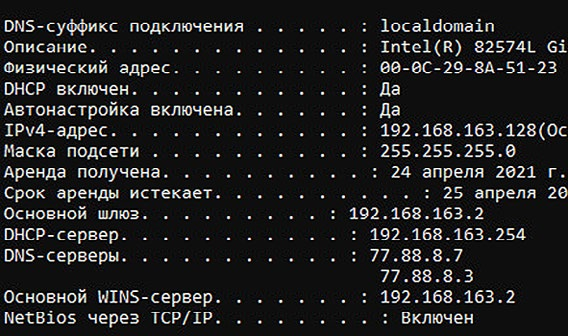 DNS-суффикс подключения . . . . . : localdomain
Описание. . . . . . . . . . . . . : Intel(R) 82574L Gi
Физический адрес. . . . . . . . . : 00-0C-29-8A-51-23
DHCP включен. . . . . . . . . . . : Да
Автонастройка включена. . . . . . : Да
IPv4-адрес. . . . . . . . . . . . : 192.168.163.128(Ос
Маска подсети . . . . . . . . . . : 255.255.255.0
Аренда получена. . . . . . . . . . : 24 апреля 2021 г.
Срок аренды истекает. . . . . . . . . . : 25 апреля 20
Основной шлюз. . . . . . . . . : 192.168.163.2
DHCP-сервер. . . . . . . . . . . : 192.168.163.254
DNS-серверы. . . . . . . . . . . : 77.88.8.7
77.88.8.3
Основной WINS-сервер. . . . . . . : 192.168.163.2
NetBios через TCP/IP. . . . . . . . : Включен